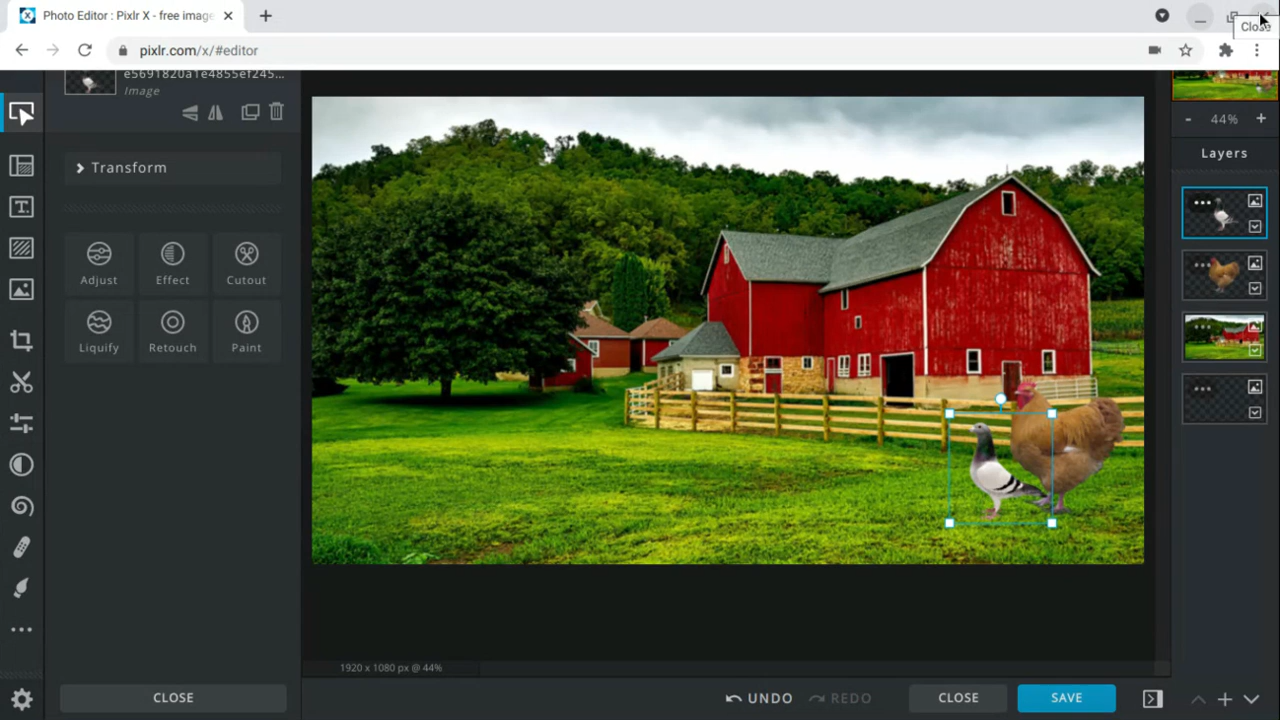 Photo Editor : Pixlr X - free image
Close
pixlr.com/x/#editor
e5691820a1e4855ef245...
Image
- 44% +
Layers
Transform
Adjust Effect Cutout
Liquify Retouch Paint
1920 x 1080 px @ 44%
CLOSE UNDO REDO CLOSE SAVE